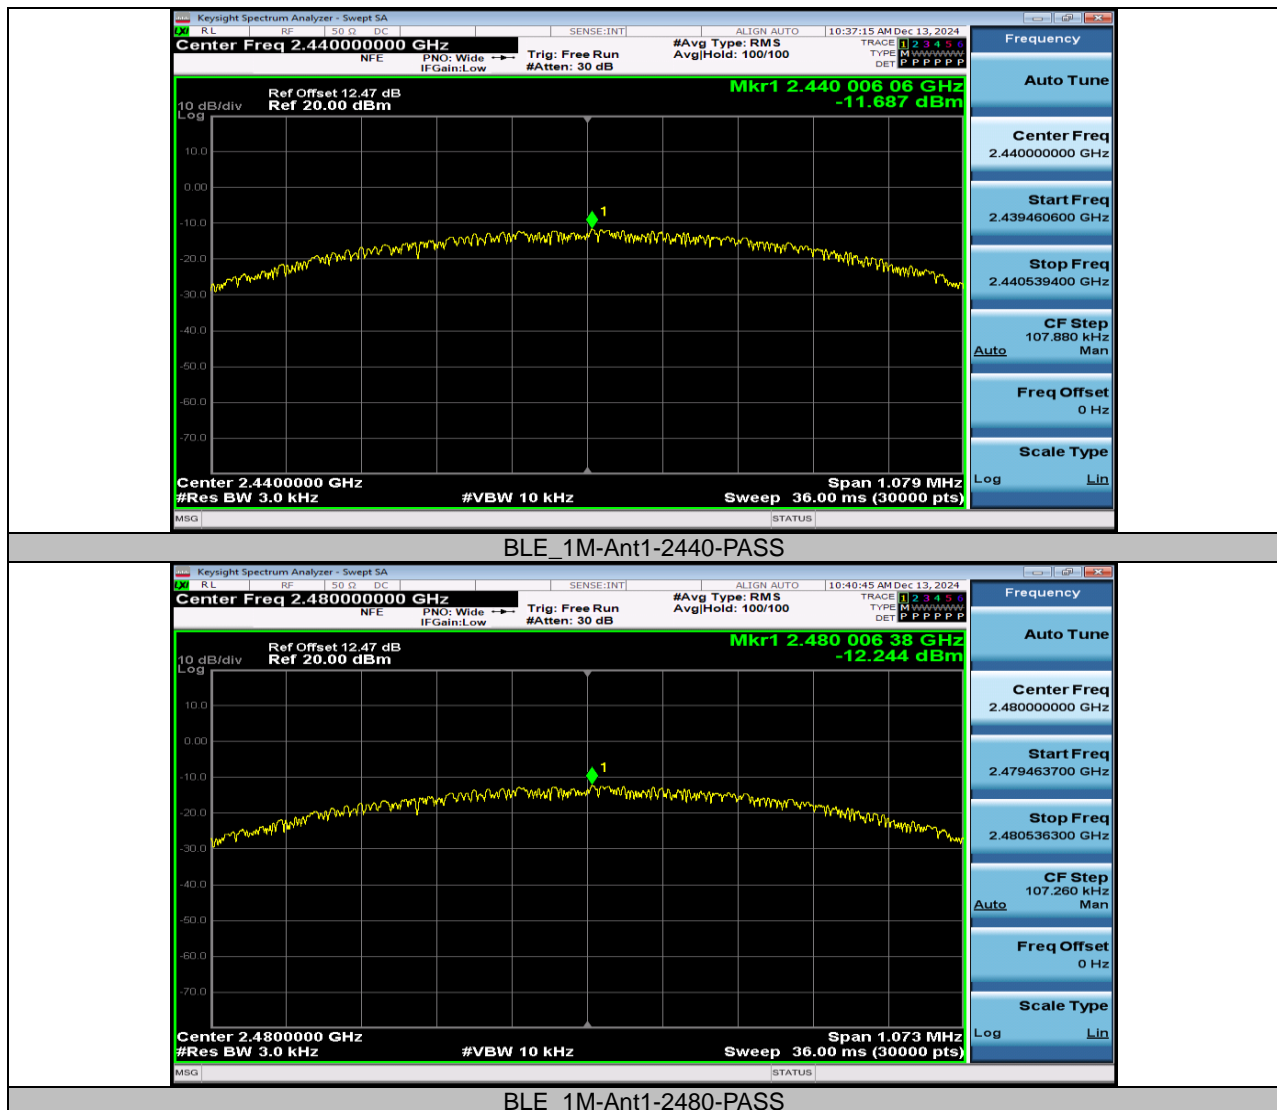 Keysight Spectrum Analyzer - Swept SA
LXI RL RF 50 Ω DC SENSE:INT ALIGN AUTO 10:37:15 AM Dec 13, 2024
Center Freq 2.440000000 GHz
NFE
PNO: Wide
IFGain:Low
Trig: Free Run
#Atten: 30 dB
#Avg Type: RMS
Avg|Hold: 100/100
TRACE 1 2 3 4 5 6
TYPE M WWWWW
DET P P P P P P
Mkr1 2.440 006 06 GHz
-11.687 dBm
Ref Offset 12.47 dB
10 dB/div Ref 20.00 dBm
Log
10.0
0.00
-10.0
-20.0
-30.0
-40.0
-50.0
-60.0
-70.0
1
Center 2.4400000 GHz Span 1.079 MHz
#Res BW 3.0 kHz #VBW 10 kHz Sweep 36.00 ms (30000 pts)
MSG STATUS
Frequency
Auto Tune
Center Freq
2.440000000 GHz
Start Freq
2.439460600 GHz
Stop Freq
2.440539400 GHz
CF Step
107.880 kHz
Auto Man
Freq Offset
0 Hz
Scale Type
Log Lin
BLE_1M-Ant1-2440-PASS
Keysight Spectrum Analyzer - Swept SA
LXI RL RF 50 Ω DC SENSE:INT ALIGN AUTO 10:40:45 AM Dec 13, 2024
Center Freq 2.480000000 GHz
NFE
PNO: Wide
IFGain:Low
Trig: Free Run
#Atten: 30 dB
#Avg Type: RMS
Avg|Hold: 100/100
TRACE 1 2 3 4 5 6
TYPE M WWWWW
DET P P P P P P
Mkr1 2.480 006 38 GHz
-12.244 dBm
Ref Offset 12.47 dB
10 dB/div Ref 20.00 dBm
Log
10.0
0.00
-10.0
-20.0
-30.0
-40.0
-50.0
-60.0
-70.0
1
Center 2.4800000 GHz Span 1.073 MHz
#Res BW 3.0 kHz #VBW 10 kHz Sweep 36.00 ms (30000 pts)
MSG STATUS
Frequency
Auto Tune
Center Freq
2.480000000 GHz
Start Freq
2.479463700 GHz
Stop Freq
2.480536300 GHz
CF Step
107.260 kHz
Auto Man
Freq Offset
0 Hz
Scale Type
Log Lin
BLE_1M-Ant1-2480-PASS